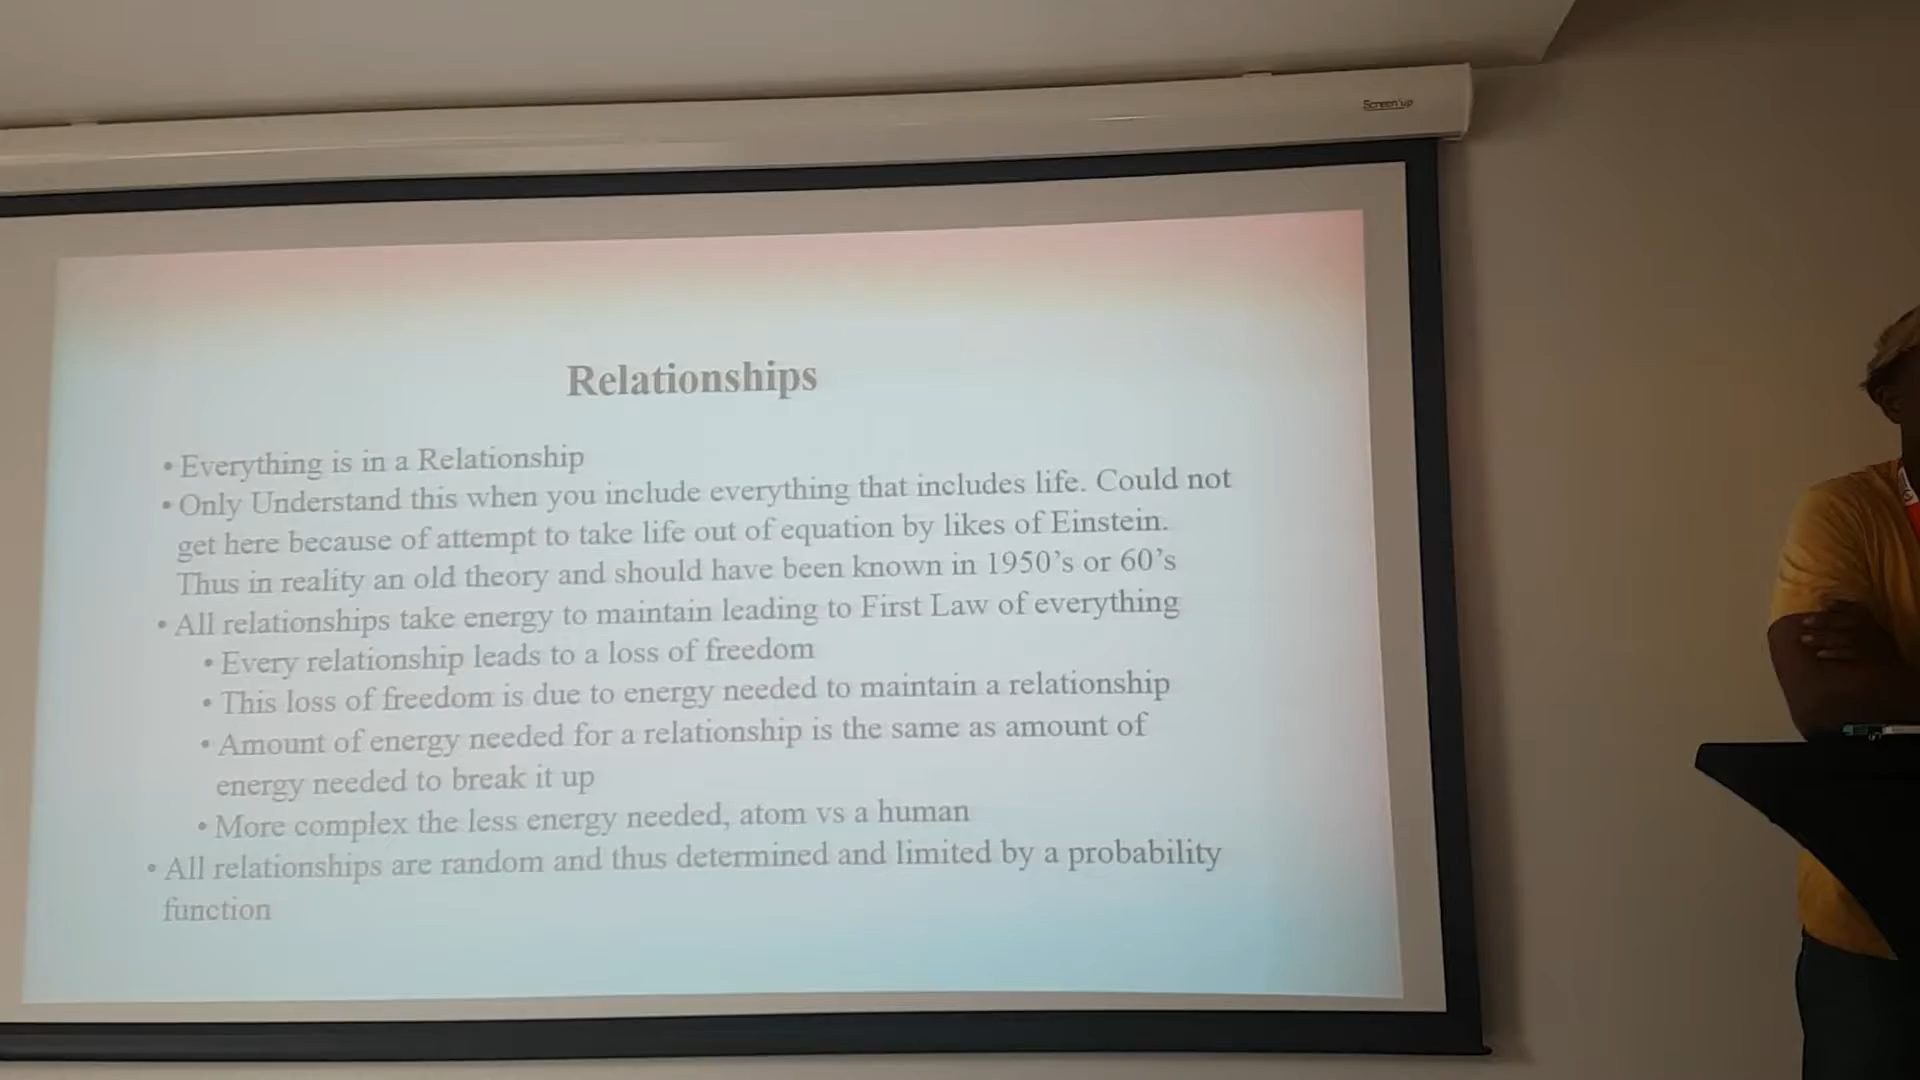 Screen'up
Relationships
• Everything is in a Relationship
• Only Understand this when you include everything that includes life. Could not
get here because of attempt to take life out of equation by likes of Einstein.
Thus in reality an old theory and should have been known in 1950's or 60's
• All relationships take energy to maintain leading to First Law of everything
• Every relationship leads to a loss of freedom
• This loss of freedom is due to energy needed to maintain a relationship
• Amount of energy needed for a relationship is the same as amount of
energy needed to break it up
• More complex the less energy needed, atom vs a human
• All relationships are random and thus determined and limited by a probability
function